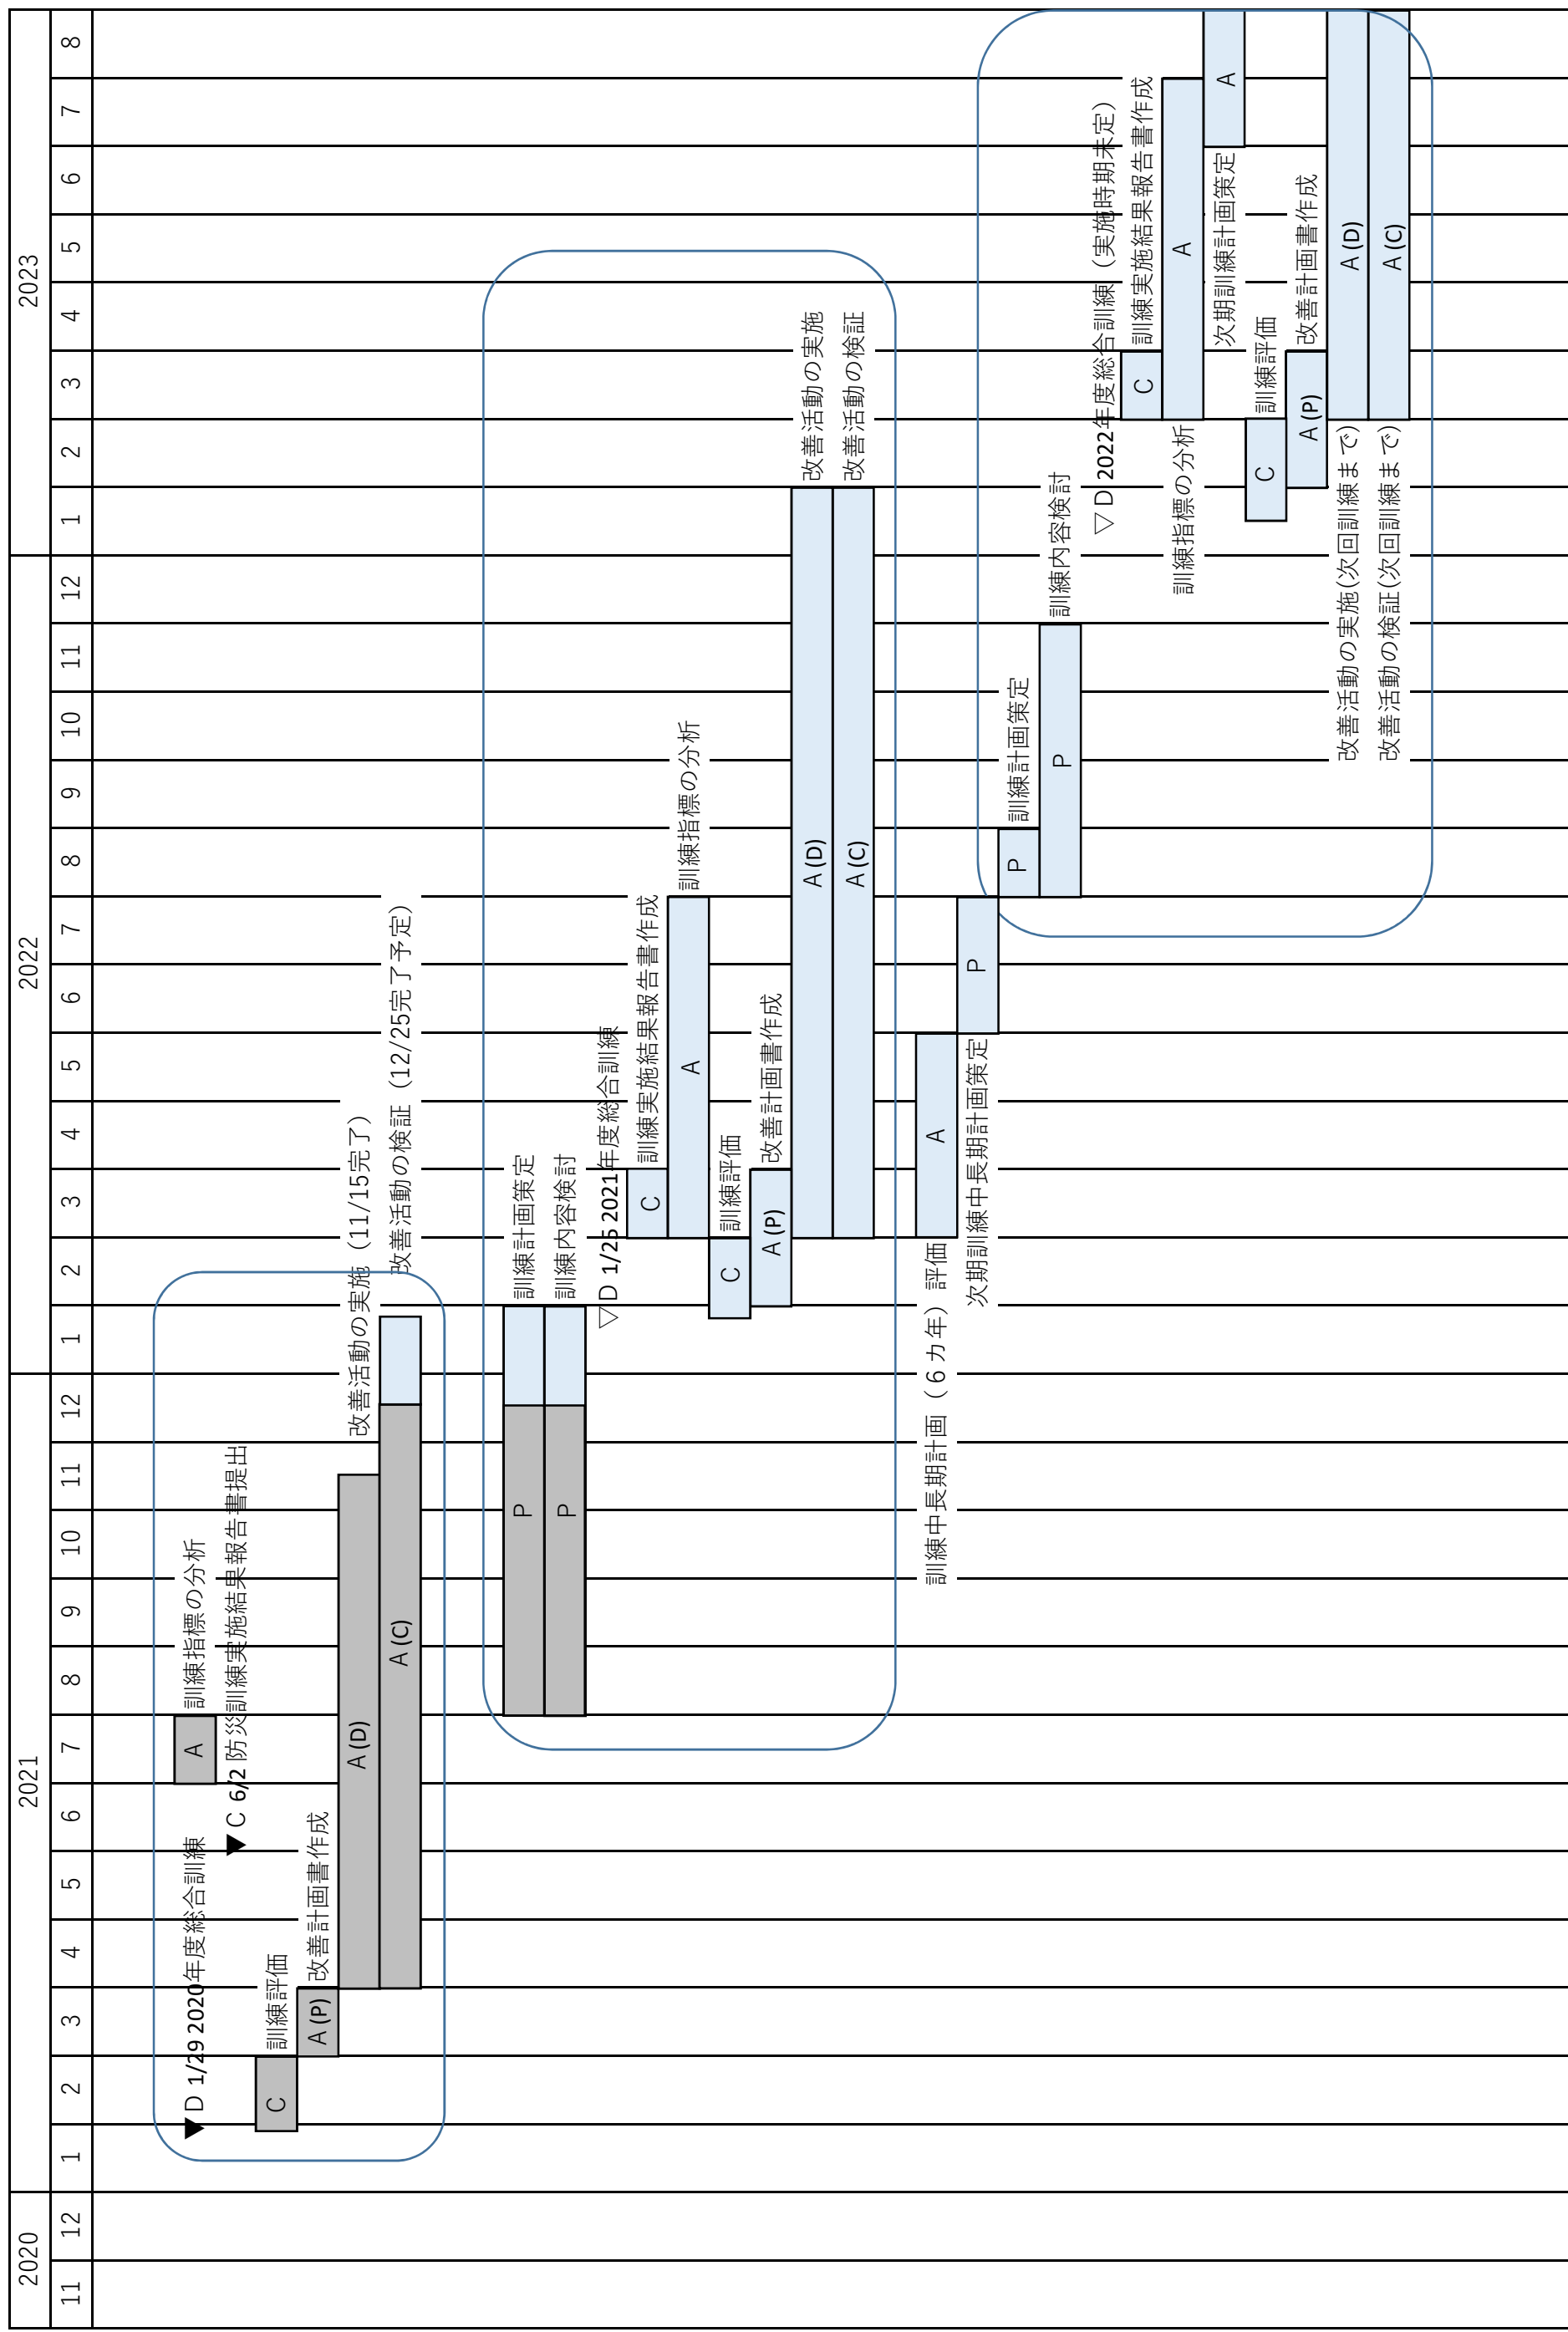 2020 2021 2022 2023
11 12 1 2 3 4 5 6 7 8 9 10 11 12 1 2 3 4 5 6 7 8 9 10 11 12 1 2 3 4 5 6 7 8
▼D 1/29 2020年度総合訓練
A 訓練指標の分析
▼C 6/2 防災訓練実施結果報告書提出
C 訓練評価
A(P) 改善計画書作成
A(D) 改善活動の実施（11/15完了）
A(C) 改善活動の検証（12/25完了予定）
P 訓練計画策定
P 訓練内容検討
▽D 1/25 2021年度総合訓練
C 訓練実施結果報告書作成
A 訓練指標の分析
C 訓練評価
A(P) 改善計画書作成
A(D) 改善活動の実施
A(C) 改善活動の検証
訓練中長期計画（６カ年）評価 A
次期訓練中長期計画策定 P
P 訓練計画策定
P 訓練内容検討
▽D 2022年度総合訓練（実施時期未定）
C 訓練実施結果報告書作成
訓練指標の分析 A
次期訓練計画策定 A
C 訓練評価
A(P) 改善計画書作成
改善活動の実施(次回訓練まで) A(D)
改善活動の検証(次回訓練まで) A(C)